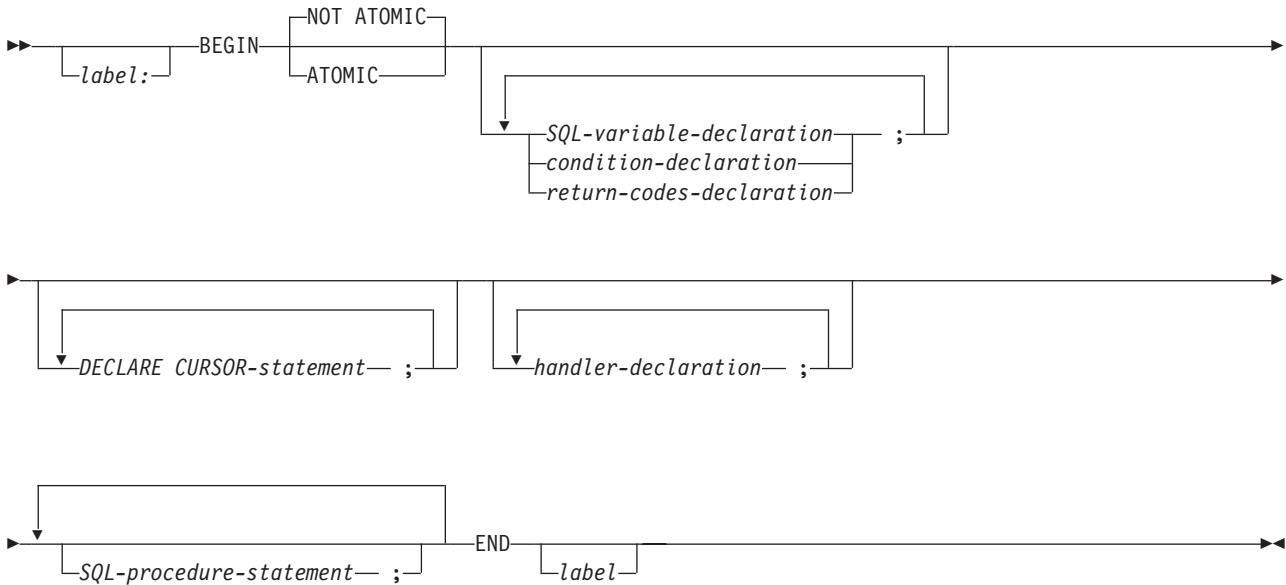 NOT ATOMIC
label: BEGIN
ATOMIC
SQL-variable-declaration ;
condition-declaration
return-codes-declaration
DECLARE CURSOR-statement ; handler-declaration ;
END
SQL-procedure-statement ; label